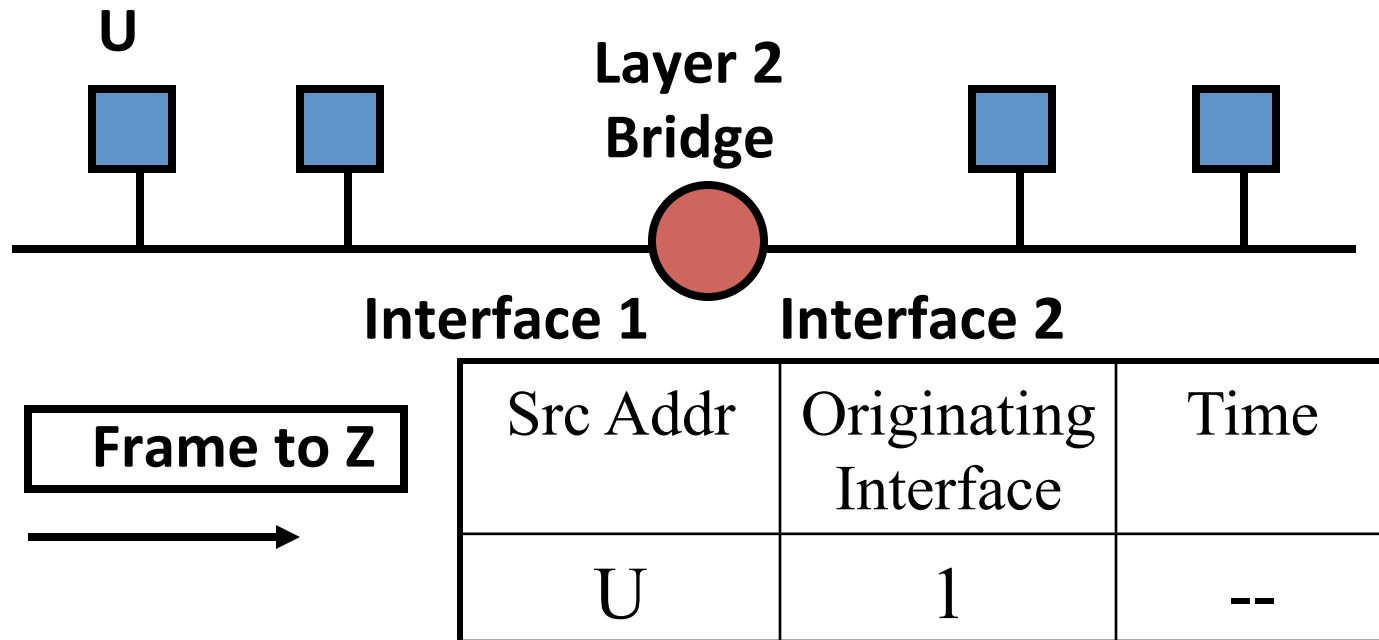 U
Layer 2
Bridge
Interface 1
Interface 2
Frame to Z
Src Addr
Originating
Interface
Time
U
1
--